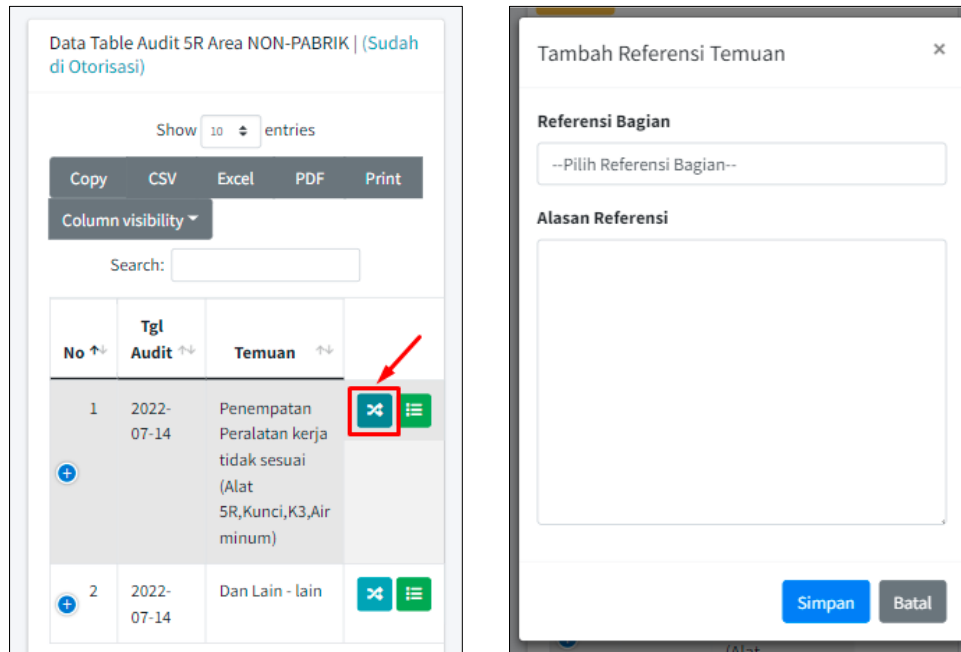 Data Table Audit 5R Area NON-PABRIK | (Sudah
di Otorisasi)
Show 10 entries
Copy CSV Excel PDF Print
Column visibility
Search:
No Tgl Audit Temuan
1 2022-07-14 Penempatan
Peralatan kerja
tidak sesuai
(Alat
5R,Kunci,K3,Air
minum)
2 2022-07-14 Dan Lain - lain
Tambah Referensi Temuan ×
Referensi Bagian
--Pilih Referensi Bagian--
Alasan Referensi
Simpan Batal
(Alat